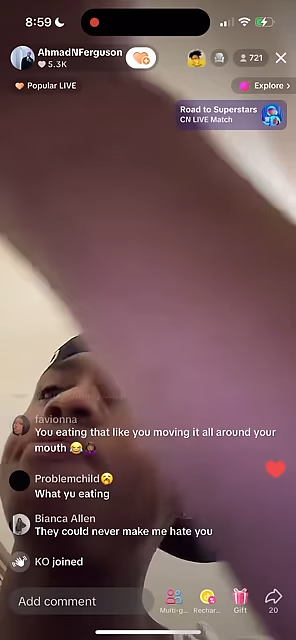 8:59
AhmadNFerguson
5.3K
721
Popular LIVE
Explore >
Road to Superstars
CN LIVE Match
favionna
You eating that like you moving it all around your
mouth 😂🤦🏾‍♀️
Problemchild😮‍💨
What yu eating
Bianca Allen
They could never make me hate you
👋 KO joined
Add comment
Multi-g...
Rechar...
Gift
20